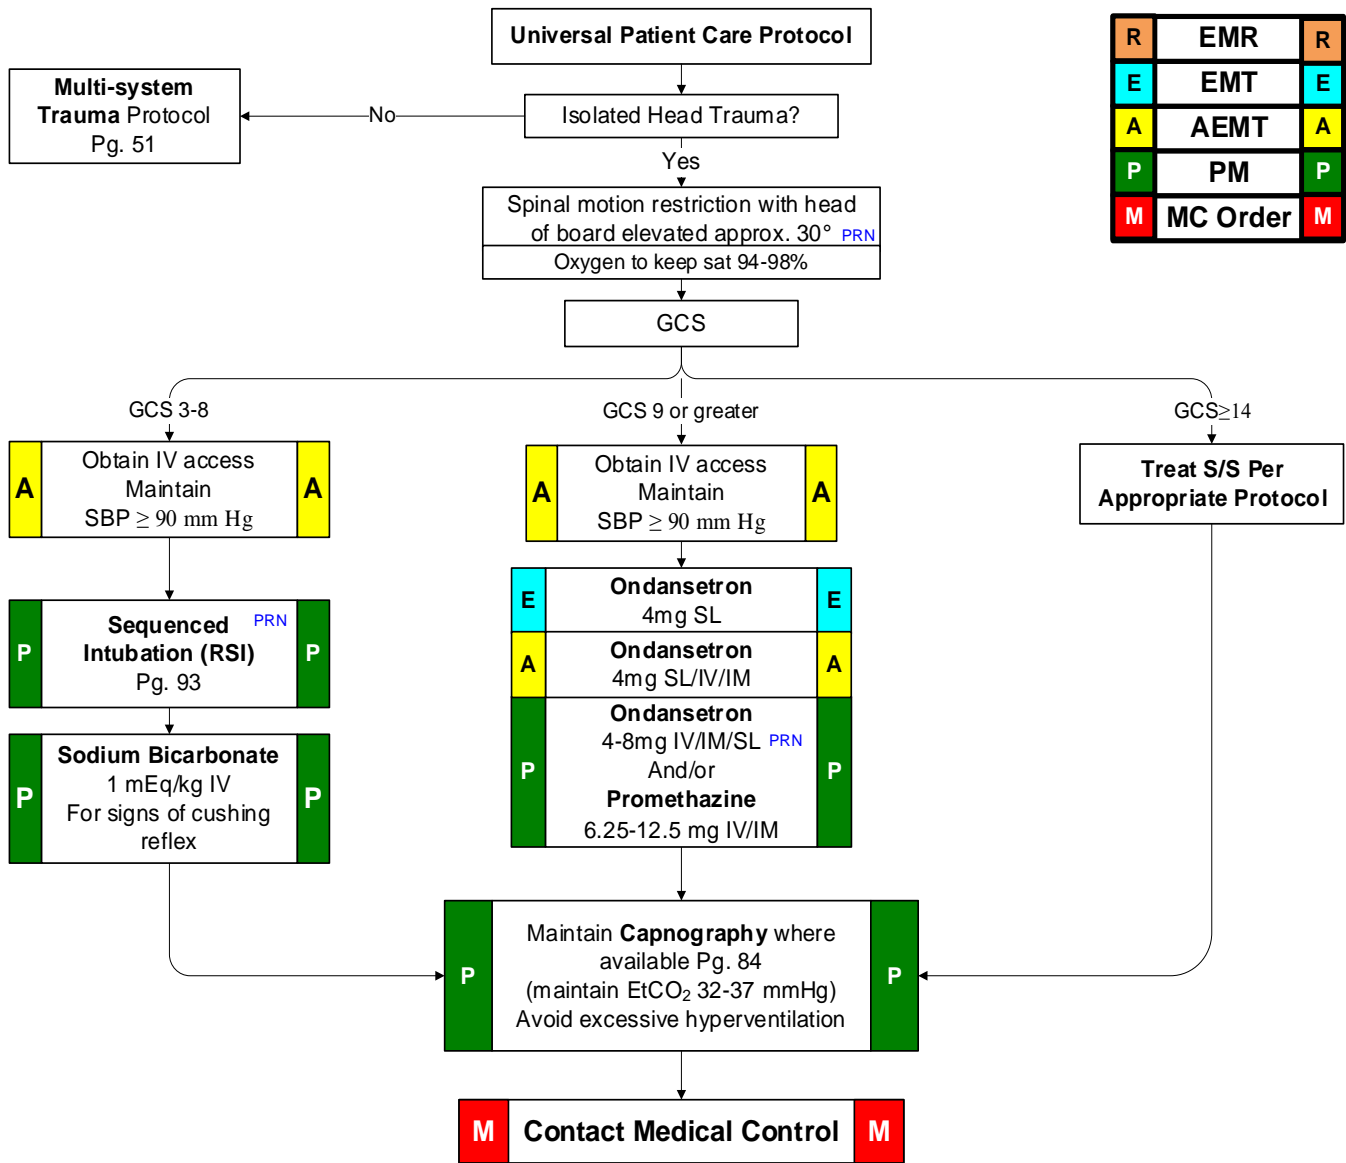 Universal Patient Care Protocol
R EMR R
E EMT E
A AEMT A
P PM P
M MC Order M
Multi-system
Trauma Protocol
Pg. 51
No
Isolated Head Trauma?
Yes
Spinal motion restriction with head
of board elevated approx. 30° PRN
Oxygen to keep sat 94-98%
GCS
GCS 3-8
A A
Obtain IV access
Maintain
SBP ≥ 90 mm Hg
P P
Sequenced PRN
Intubation (RSI)
Pg. 93
P P
Sodium Bicarbonate
1 mEq/kg IV
For signs of cushing
reflex
GCS 9 or greater
A A
Obtain IV access
Maintain
SBP ≥ 90 mm Hg
E E
Ondansetron
4mg SL
A A
Ondansetron
4mg SL/IV/IM
P P
Ondansetron
4-8mg IV/IM/SL PRN
And/or
Promethazine
6.25-12.5 mg IV/IM
GCS≥14
Treat S/S Per
Appropriate Protocol
P P
Maintain Capnography where
available Pg. 84
(maintain EtCO₂ 32-37 mmHg)
Avoid excessive hyperventilation
M Contact Medical Control M